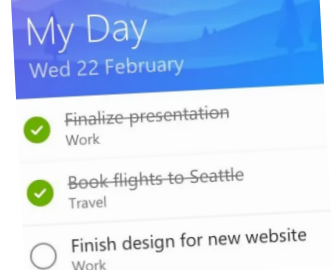 My Day
Wed 22 February
Finalize presentation
Work
Book flights to Seattle
Travel
Finish design for new website
Work